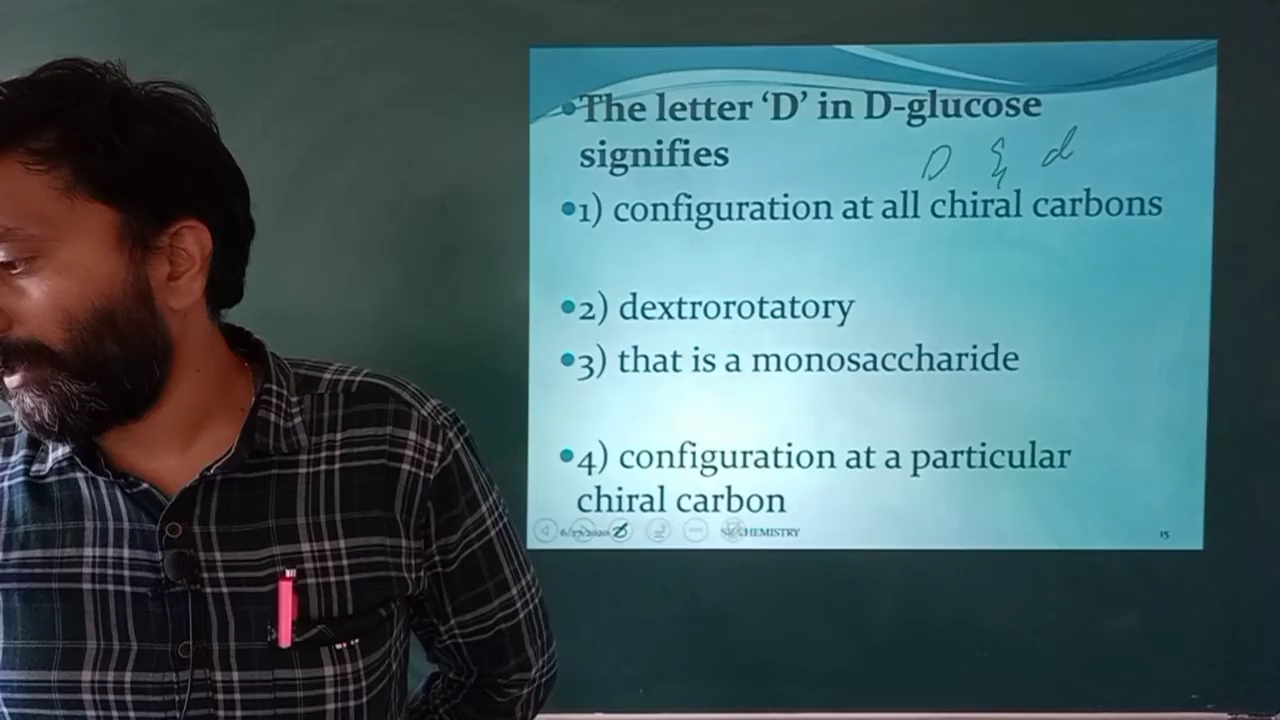 •The letter ‘D’ in D-glucose
signifies
D & d
•1) configuration at all chiral carbons
•2) dextrorotatory
•3) that is a monosaccharide
•4) configuration at a particular
chiral carbon
CHEMISTRY
15